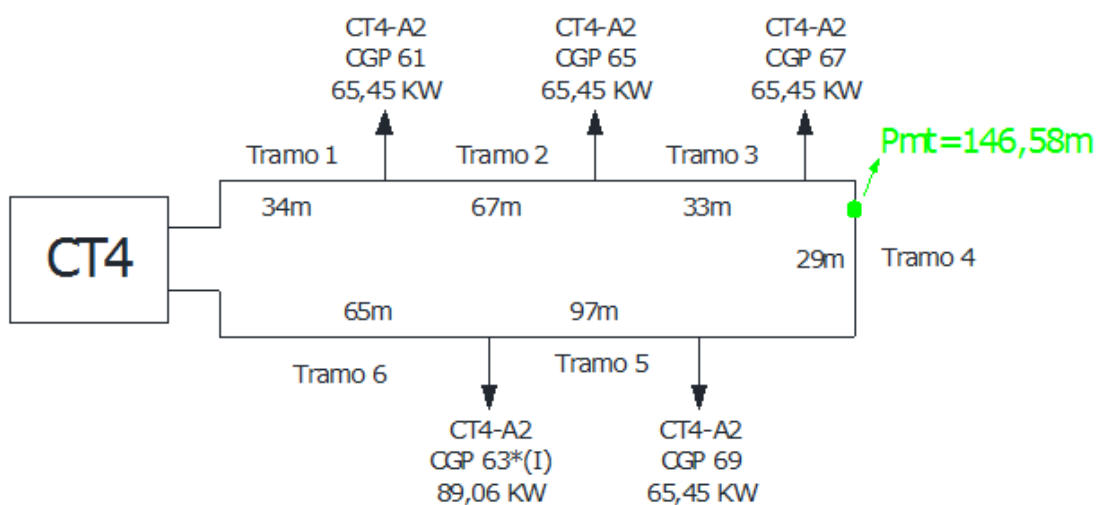 CT4-A2
CGP 61
65,45 KW
CT4-A2
CGP 65
65,45 KW
CT4-A2
CGP 67
65,45 KW
Pmt=146,58m
Tramo 1
Tramo 2
Tramo 3
34m
67m
33m
CT4
29m
Tramo 4
65m
97m
Tramo 6
Tramo 5
CT4-A2
CGP 63*(I)
89,06 KW
CT4-A2
CGP 69
65,45 KW